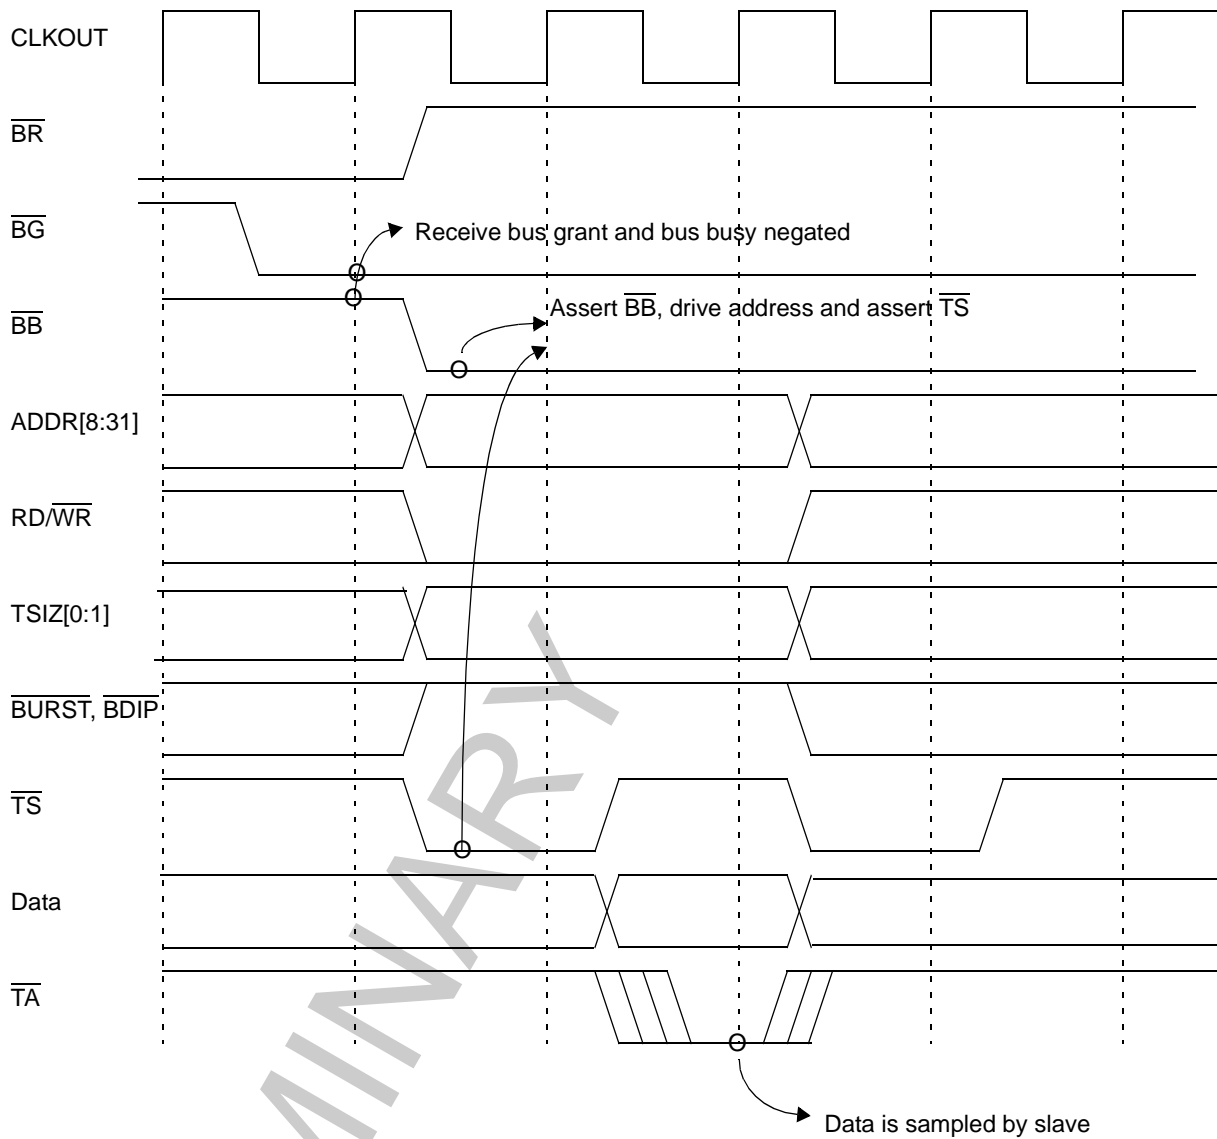 CLKOUT
BR
BG
Receive bus grant and bus busy negated
BB
Assert BB, drive address and assert TS
ADDR[8:31]
RD/WR
TSIZ[0:1]
BURST, BDIP
TS
Data
TA
Data is sampled by slave
MINARY